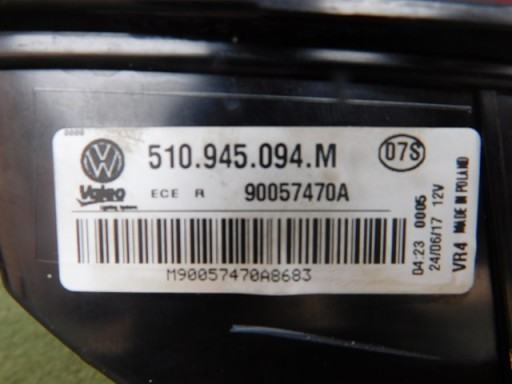 VW
510.945.094.M
07S
Valeo
ECE R
90057470A
M90057470A8683
04:23 0005
24/06/17 12V
VR4 MADE IN POLAND